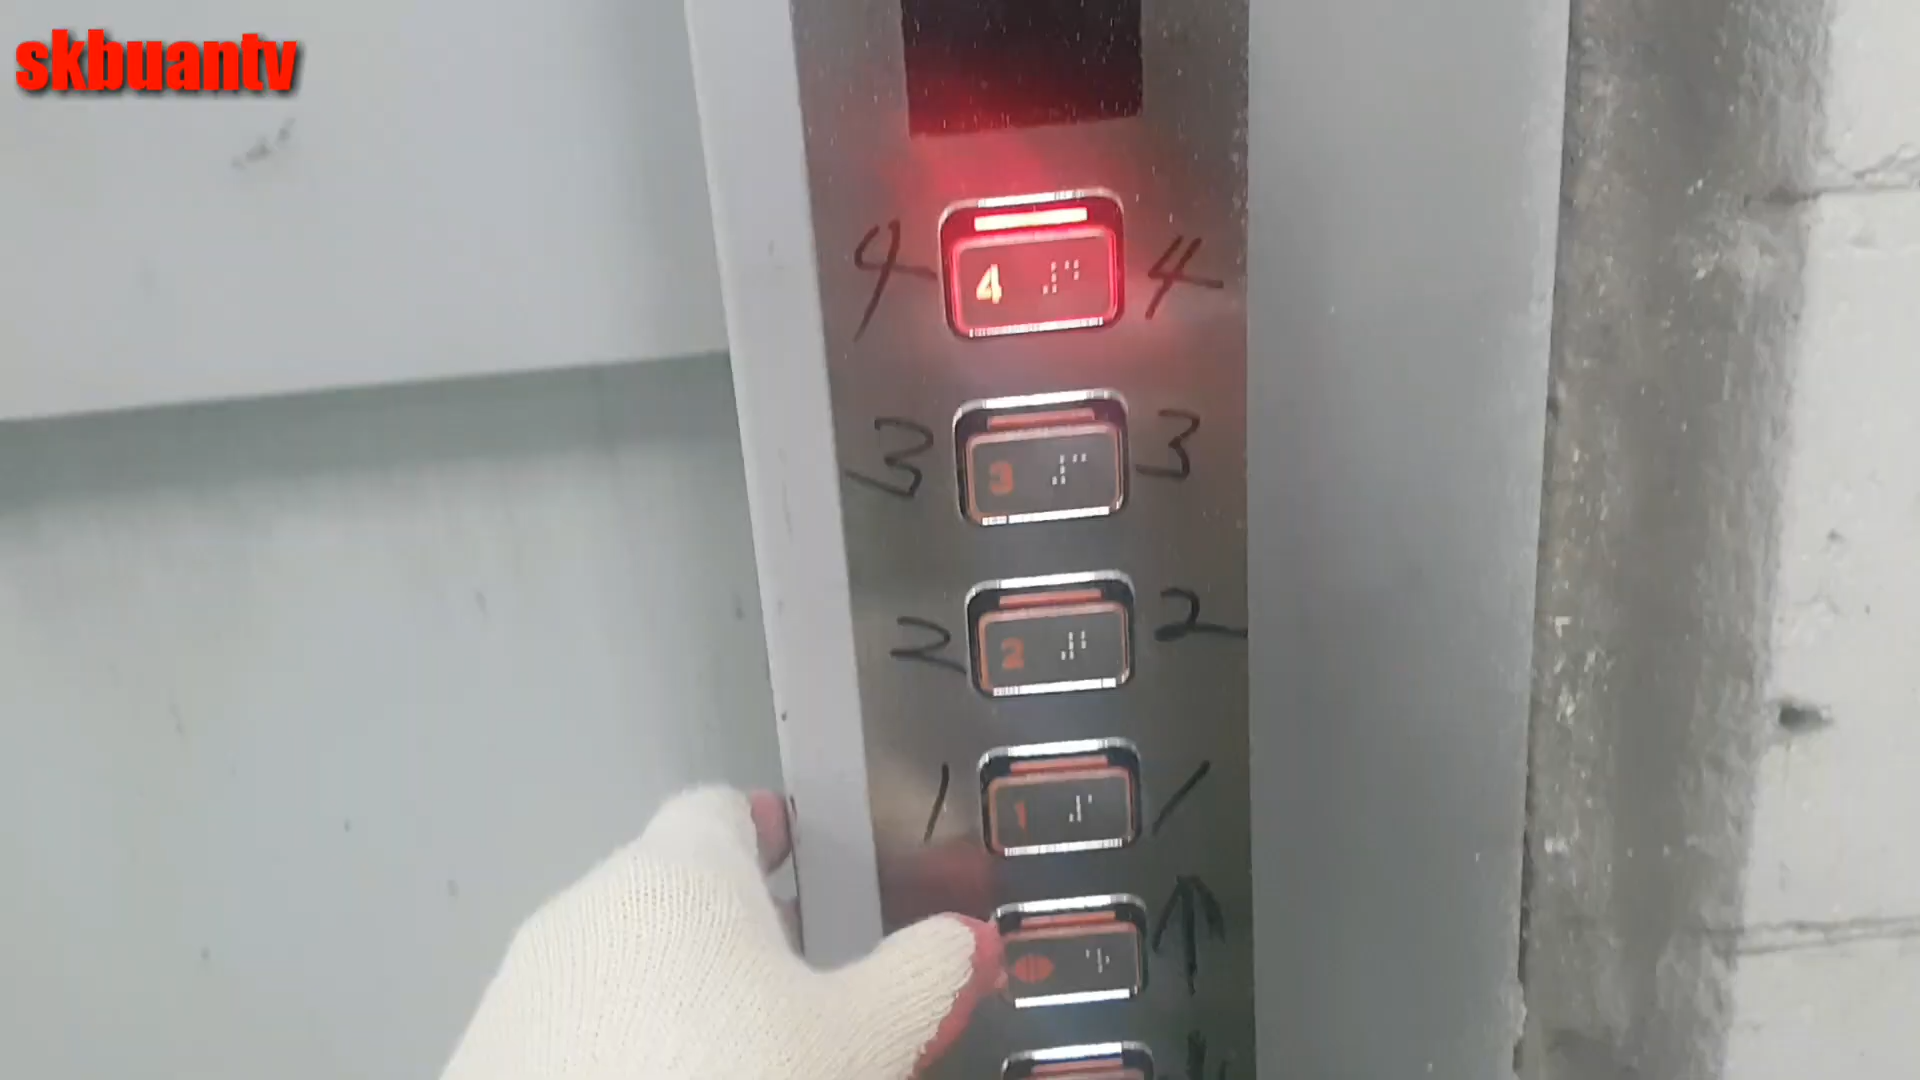 skbuantv
4 4 4
3 3 3
2 2 2
1 1 1
↑